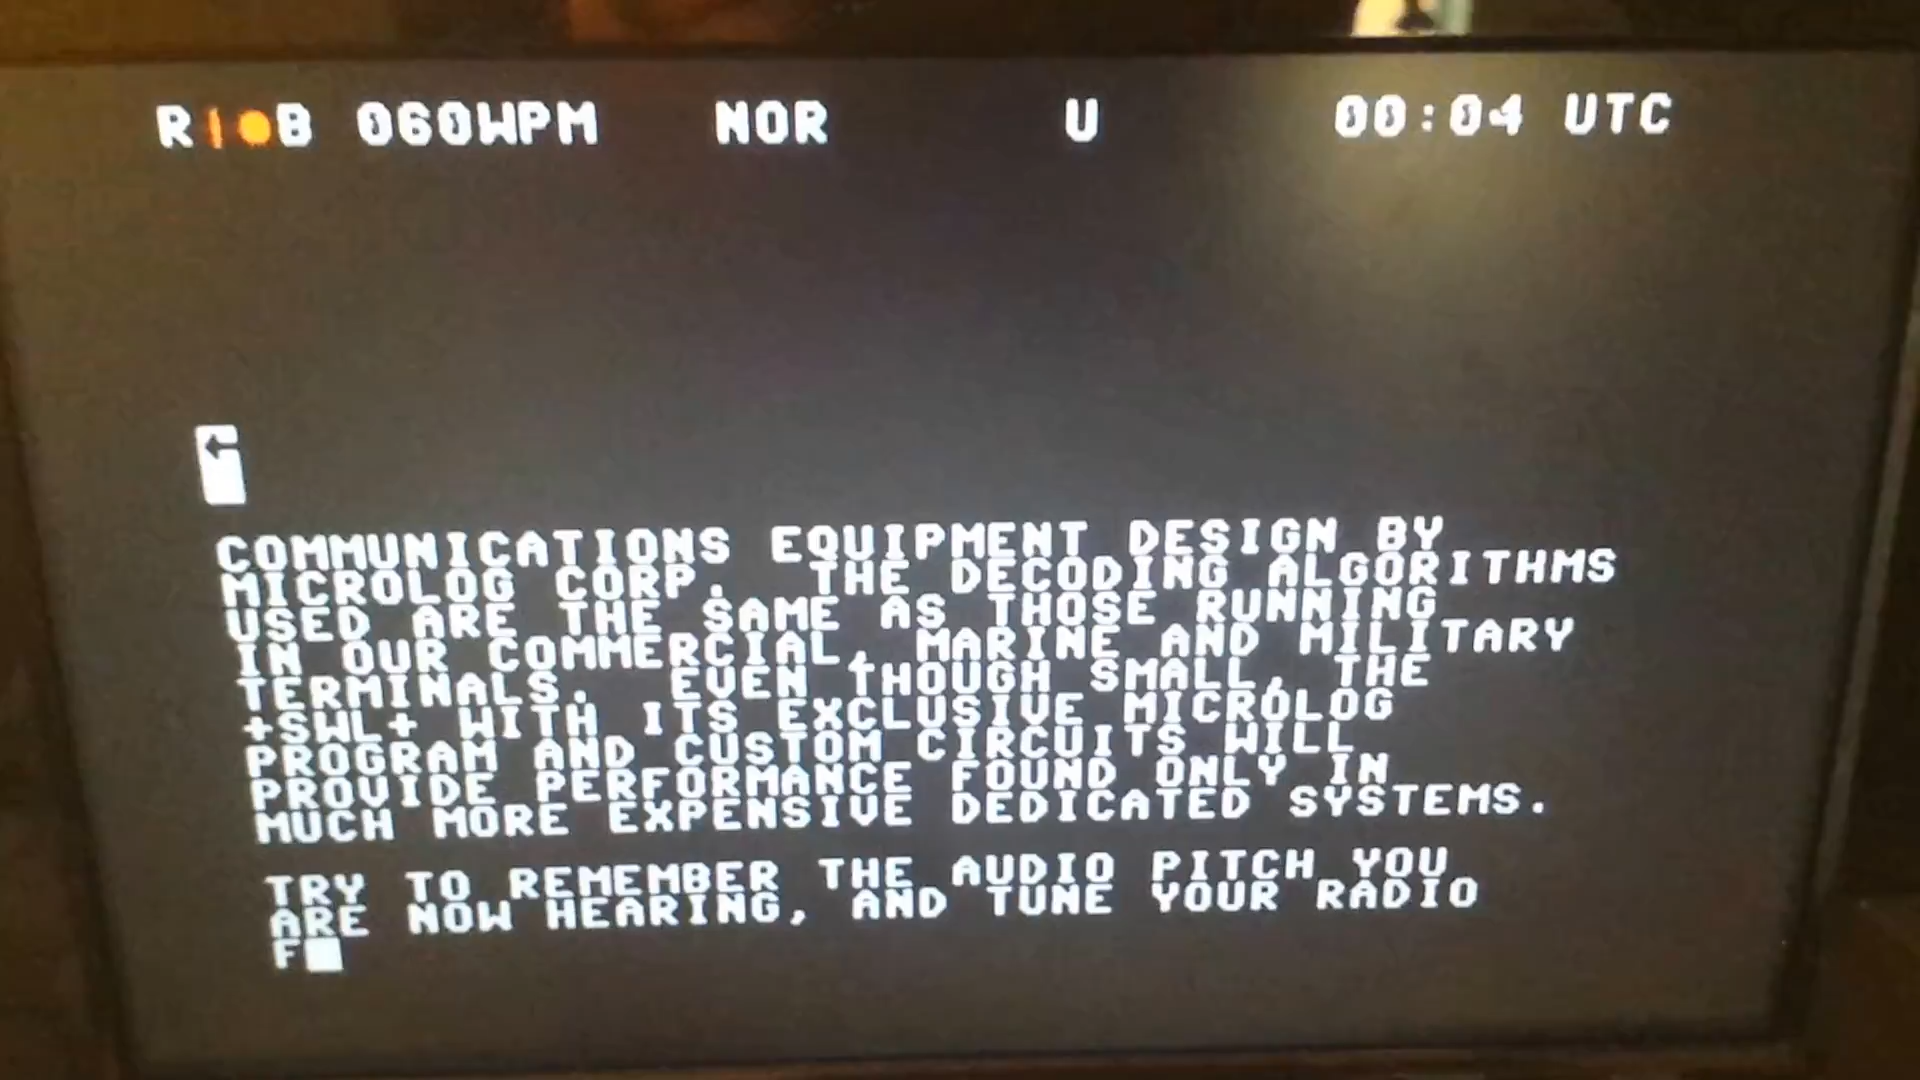 R B 060WPM NOR U 00:04 UTC
COMMUNICATIONS EQUIPMENT DESIGN BY
MICROLOG CORP. THE DECODING ALGORITHMS
USED ARE THE SAME AS THOSE RUNNING
IN OUR COMMERCIAL, MARINE AND MILITARY
TERMINALS. EVEN THOUGH SMALL, THE
+SWL+ WITH ITS EXCLUSIVE MICROLOG
PROGRAM AND CUSTOM CIRCUITS WILL
PROVIDE PERFORMANCE FOUND ONLY IN
MUCH MORE EXPENSIVE DEDICATED SYSTEMS.
TRY TO REMEMBER THE AUDIO PITCH YOU
ARE NOW HEARING, AND TUNE YOUR RADIO
F